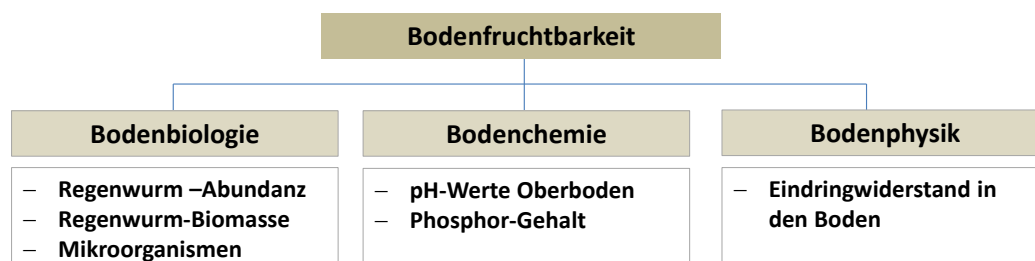 Bodenfruchtbarkeit
Bodenbiologie
– Regenwurm –Abundanz
– Regenwurm-Biomasse
– Mikroorganismen
Bodenchemie
– pH-Werte Oberboden
– Phosphor-Gehalt
Bodenphysik
– Eindringwiderstand in
den Boden